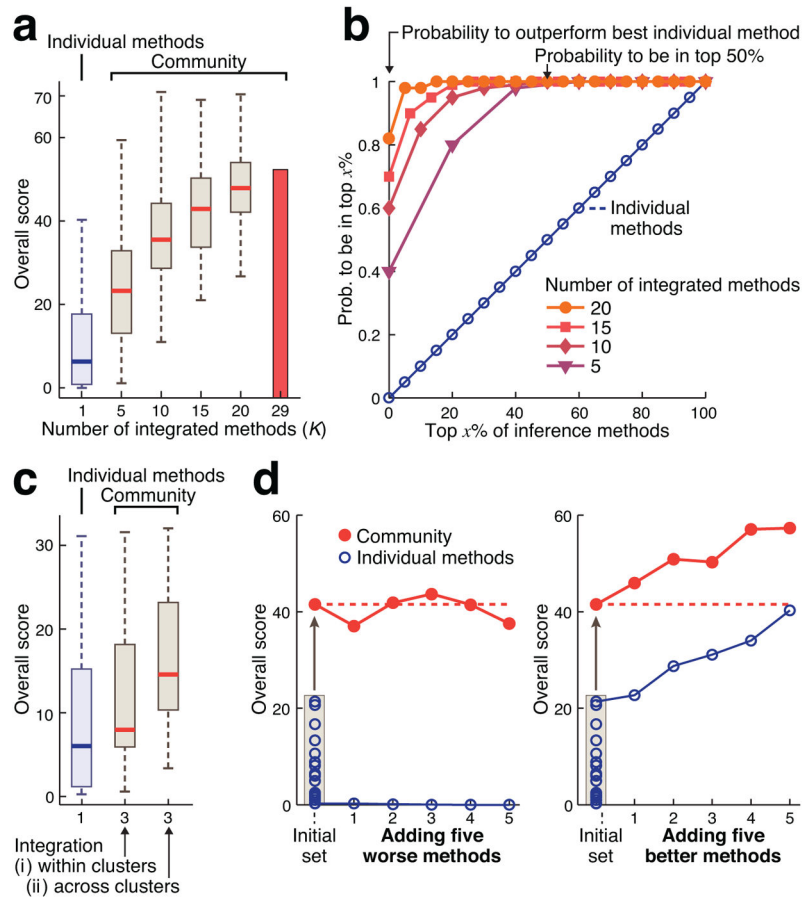 a
Individual methods
Community
70
60
40
20
0
Overall score
1 5 10 15 20 29
Number of integrated methods (K)
b
Probability to outperform best individual method
Probability to be in top 50%
1
0.8
0.6
0.4
0.2
0
Prob. to be in top x%
Individual
methods
Number of integrated methods
20
15
10
5
0 20 40 60 80 100
Top x% of inference methods
c
Individual methods
Community
30
20
10
0
Overall score
1 3 3
Integration
(i) within clusters
(ii) across clusters
d
60
40
20
0
Overall score
Community
Individual methods
1 2 3 4 5
Initial
set
Adding five
worse methods
60
40
20
0
Overall score
1 2 3 4 5
Initial
set
Adding five
better methods